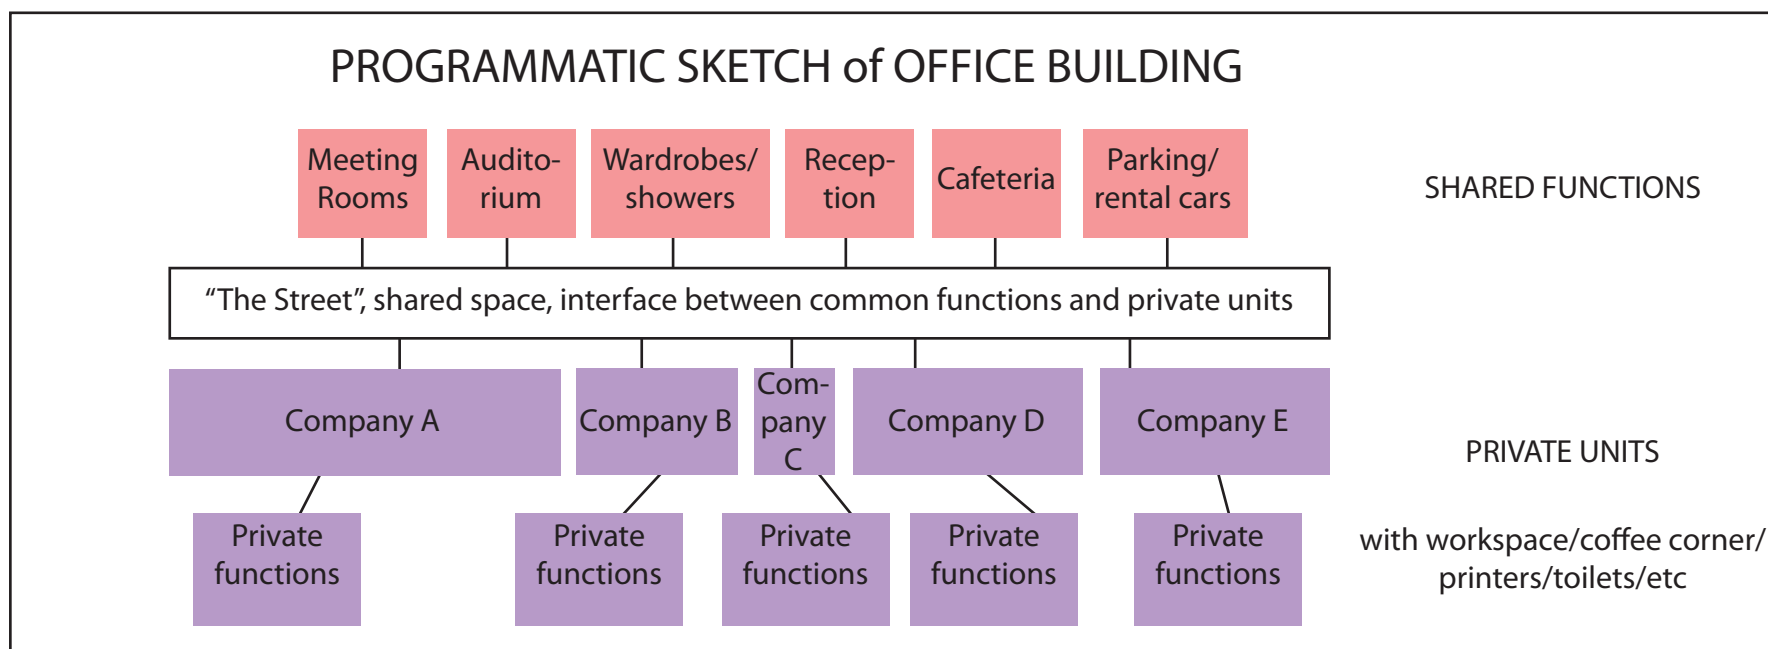 PROGRAMMATIC SKETCH of OFFICE BUILDING
Meeting
Rooms
Audito-
rium
Wardrobes/
showers
Recep-
tion
Cafeteria
Parking/
rental cars
SHARED FUNCTIONS
“The Street”, shared space, interface between common functions and private units
Company A
Company B
Com-
pany
C
Company D
Company E
PRIVATE UNITS
Private
functions
Private
functions
Private
functions
Private
functions
Private
functions
with workspace/coffee corner/
printers/toilets/etc